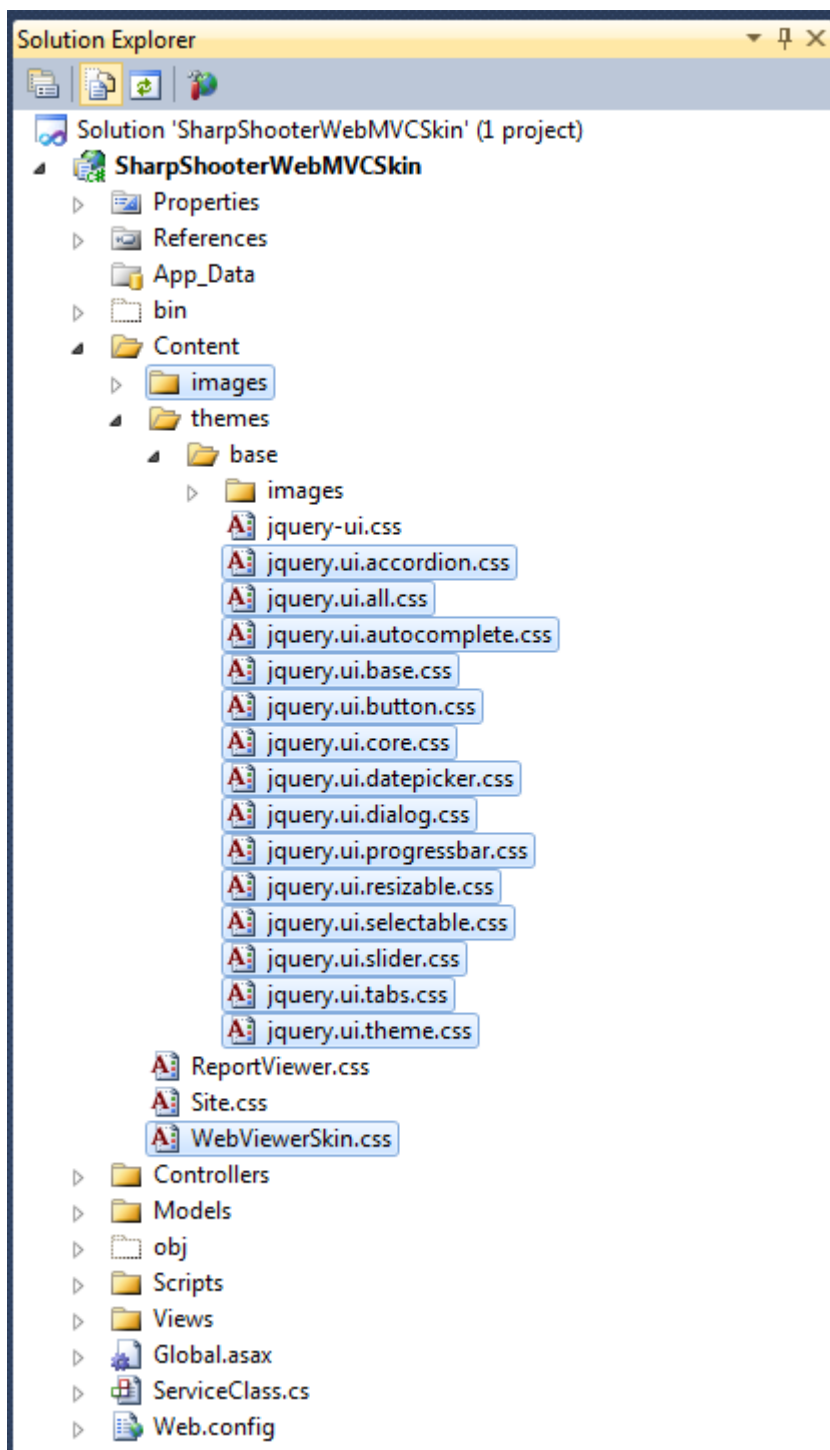 Solution Explorer
Solution 'SharpShooterWebMVCSkin' (1 project)
SharpShooterWebMVCSkin
Properties
References
App_Data
bin
Content
images
themes
base
images
jquery-ui.css
jquery.ui.accordion.css
jquery.ui.all.css
jquery.ui.autocomplete.css
jquery.ui.base.css
jquery.ui.button.css
jquery.ui.core.css
jquery.ui.datepicker.css
jquery.ui.dialog.css
jquery.ui.progressbar.css
jquery.ui.resizable.css
jquery.ui.selectable.css
jquery.ui.slider.css
jquery.ui.tabs.css
jquery.ui.theme.css
ReportViewer.css
Site.css
WebViewerSkin.css
Controllers
Models
obj
Scripts
Views
Global.asax
ServiceClass.cs
Web.config